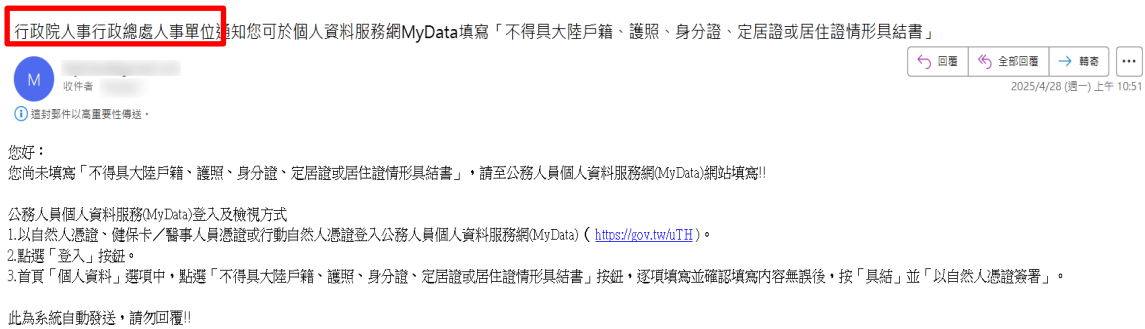 行政院人事行政總處人事單位通知您可於個人資料服務網MyData填寫「不得具大陸戶籍、護照、身分證、定居證或居住證情形具結書」
回覆
全部回覆
轉寄
M
收件者
2025/4/28 (週一) 上午 10:51
這封郵件以高重要性傳送。
您好：
您尚未填寫「不得具大陸戶籍、護照、身分證、定居證或居住證情形具結書」，請至公務人員個人資料服務網(MyData)網站填寫!!
公務人員個人資料服務(MyData)登入及檢視方式
1.以自然人憑證、健保卡／醫事人員憑證或行動自然人憑證登入公務人員個人資料服務網(MyData)（ https://gov.tw/uTH ）。
2.點選「登入」按鈕。
3.首頁「個人資料」選項中，點選「不得具大陸戶籍、護照、身分證、定居證或居住證情形具結書」按鈕，逐項填寫並確認填寫內容無誤後，按「具結」並「以自然人憑證簽署」。
此為系統自動發送，請勿回覆!!